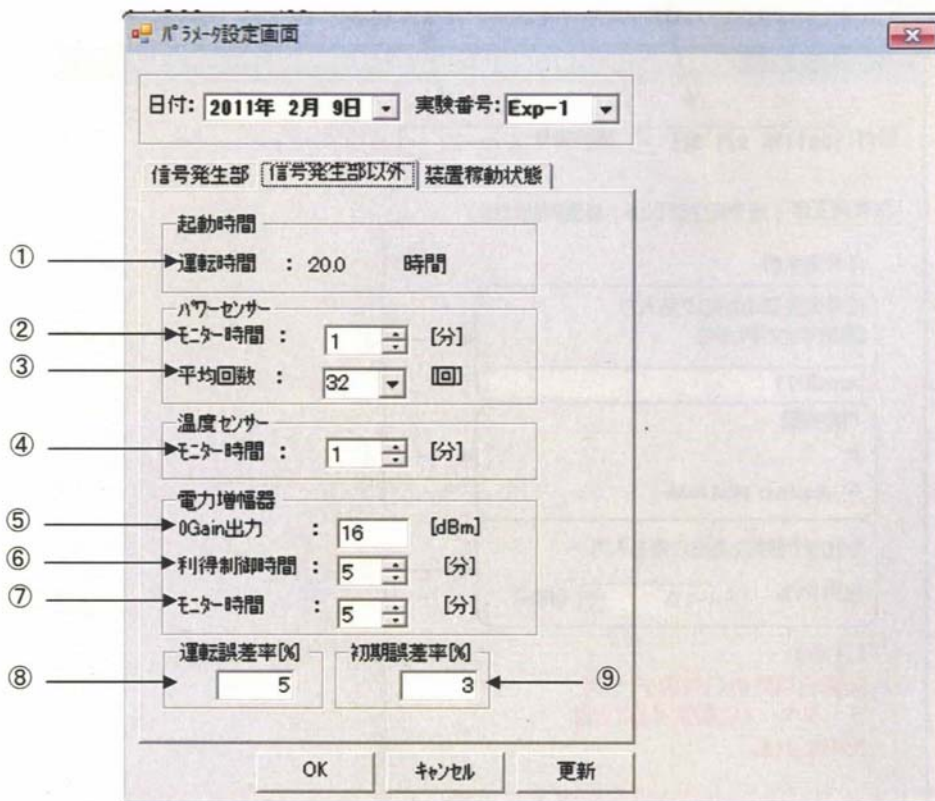 パラメータ設定画面
日付: 2011年 2月 9日 実験番号: Exp-1
信号発生部 信号発生部以外 装置稼動状態
起動時間
① 運転時間 : 20.0 時間
パワーセンサー
② モニター時間 : 1 [分]
③ 平均回数 : 32 [回]
温度センサー
④ モニター時間 : 1 [分]
電力増幅器
⑤ 0Gain出力 : 16 [dBm]
⑥ 利得制御時間 : 5 [分]
⑦ モニター時間 : 5 [分]
運転誤差率[%] 初期誤差率[%]
⑧ 5 3 ⑨
OK キャンセル 更新